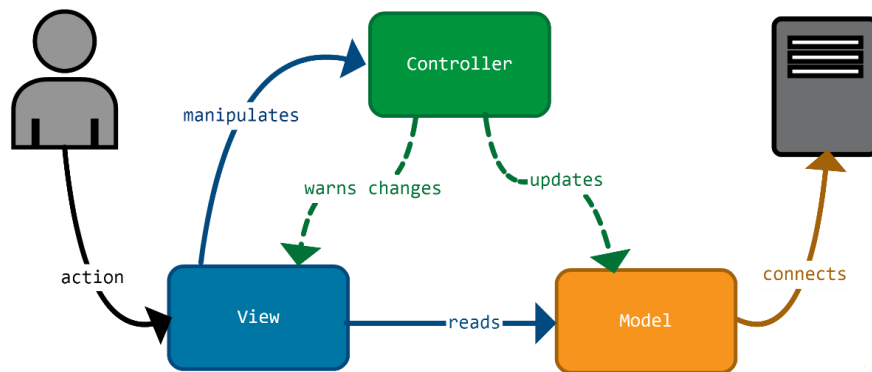 Controller
manipulates
warns changes
updates
action
connects
View
reads
Model